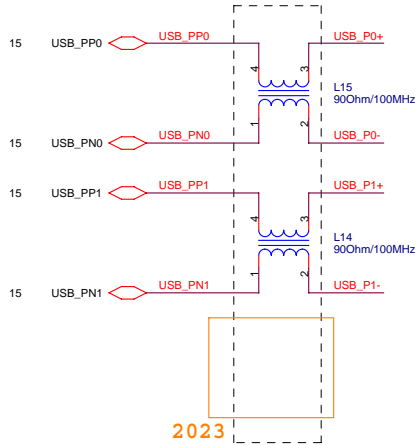 15 USB_PP0 USB_PP0 USB_P0+
4 3
L15
90Ohm/100MHz
1 2
15 USB_PN0 USB_PN0 USB_P0-
15 USB_PP1 USB_PP1 USB_P1+
4 3
L14
90Ohm/100MHz
1 2
15 USB_PN1 USB_PN1 USB_P1-
2023